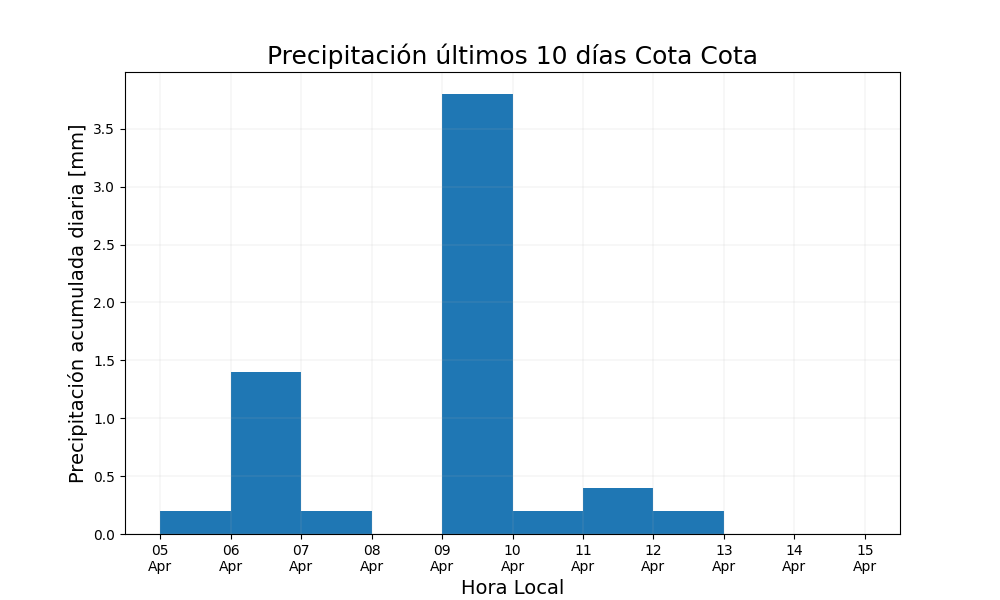 Precipitación últimos 10 días Cota Cota
Precipitación acumulada diaria [mm]
3.5
3.0
2.5
2.0
1.5
1.0
0.5
0.0
05 06 07 08 09 10 11 12 13 14 15
Apr Apr Apr Apr Apr Apr Apr Apr Apr Apr Apr
Hora Local